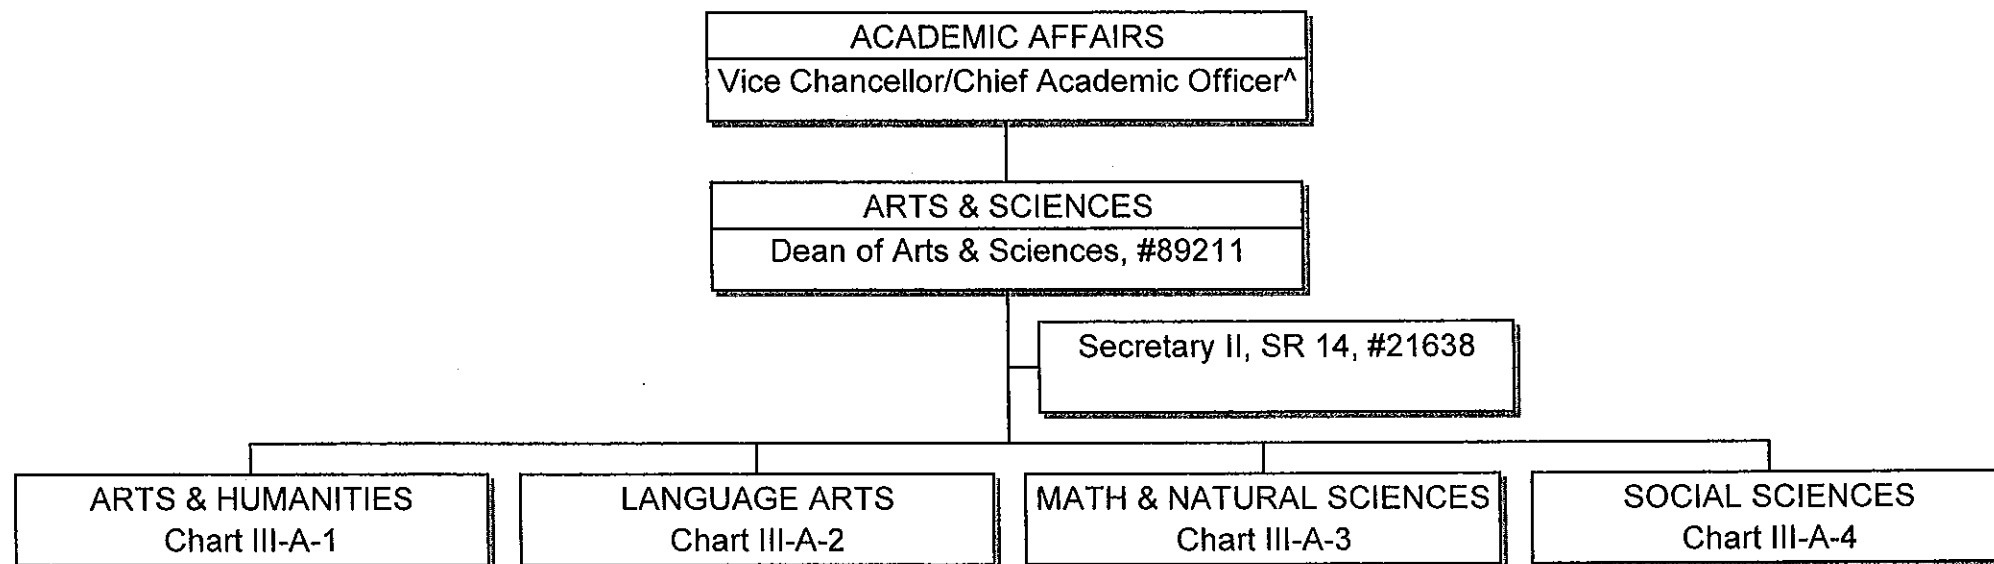 ACADEMIC AFFAIRS
Vice Chancellor/Chief Academic Officer^
ARTS & SCIENCES
Dean of Arts & Sciences, #89211
Secretary II, SR 14, #21638
ARTS & HUMANITIES
Chart III-A-1
LANGUAGE ARTS
Chart III-A-2
MATH & NATURAL SCIENCES
Chart III-A-3
SOCIAL SCIENCES
Chart III-A-4